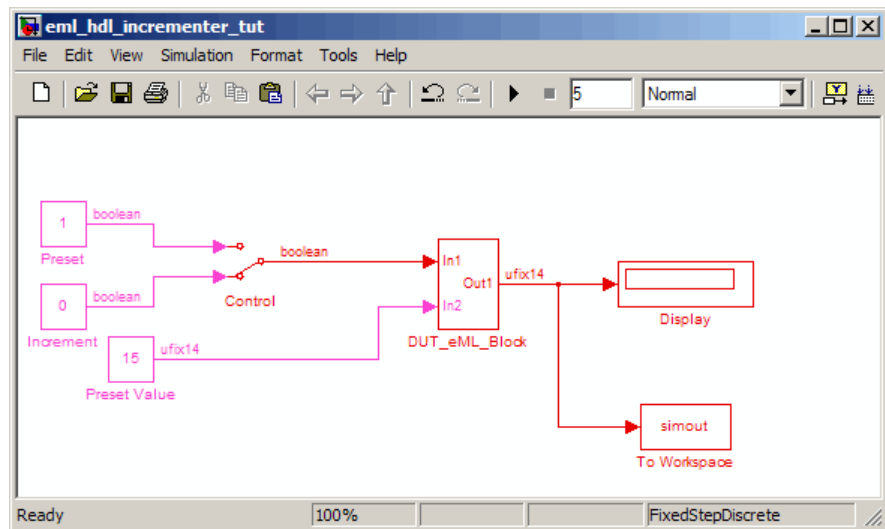 eml_hdl_incrementer_tut
File Edit View Simulation Format Tools Help
5 Normal
1
boolean
Preset
boolean
0
boolean
Increment
Control
15
ufix14
Preset Value
In1
Out1
In2
ufix14
DUT_eML_Block
Display
simout
To Workspace
Ready 100% FixedStepDiscrete